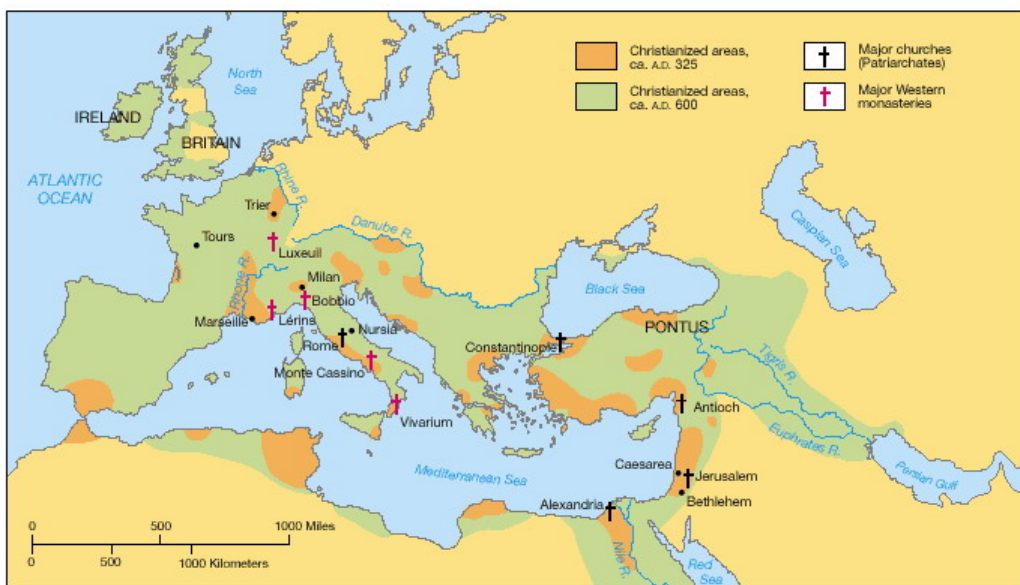 Christianized areas,
ca. A.D. 325
Christianized areas,
ca. A.D. 600
Major churches
(Patriarchates)
Major Western
monasteries
North
Sea
IRELAND
BRITAIN
ATLANTIC
OCEAN
Rhine R.
Trier
Tours
Luxeuil
Danube R.
Caspian Sea
Rhone R.
Milan
Bobbio
Black Sea
Marseille
Lérins
Nursia
Rome
Constantinople
PONTUS
Monte Cassino
Tigris R.
Vivarium
Antioch
Euphrates R.
Mediterranean Sea
Caesarea
Jerusalem
Persian Gulf
Alexandria
Bethlehem
Nile R.
Red
Sea
0 500 1000 Miles
0 500 1000 Kilometers